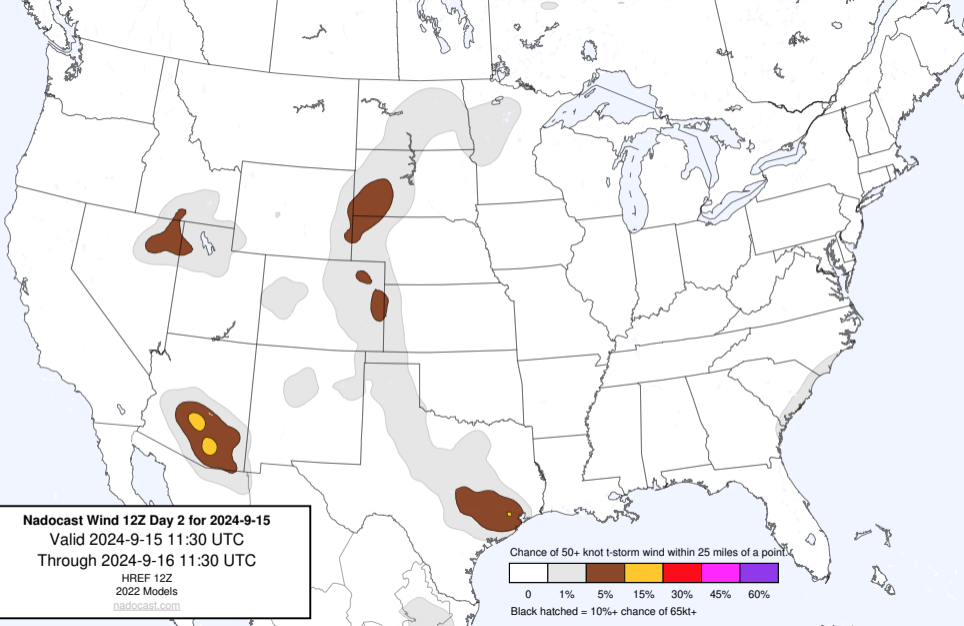 Nadocast Wind 12Z Day 2 for 2024-9-15
Valid 2024-9-15 11:30 UTC
Through 2024-9-16 11:30 UTC
HREF 12Z
2022 Models
nadocast.com
Chance of 50+ knot t-storm wind within 25 miles of a point.
0 1% 5% 15% 30% 45% 60%
Black hatched = 10%+ chance of 65kt+